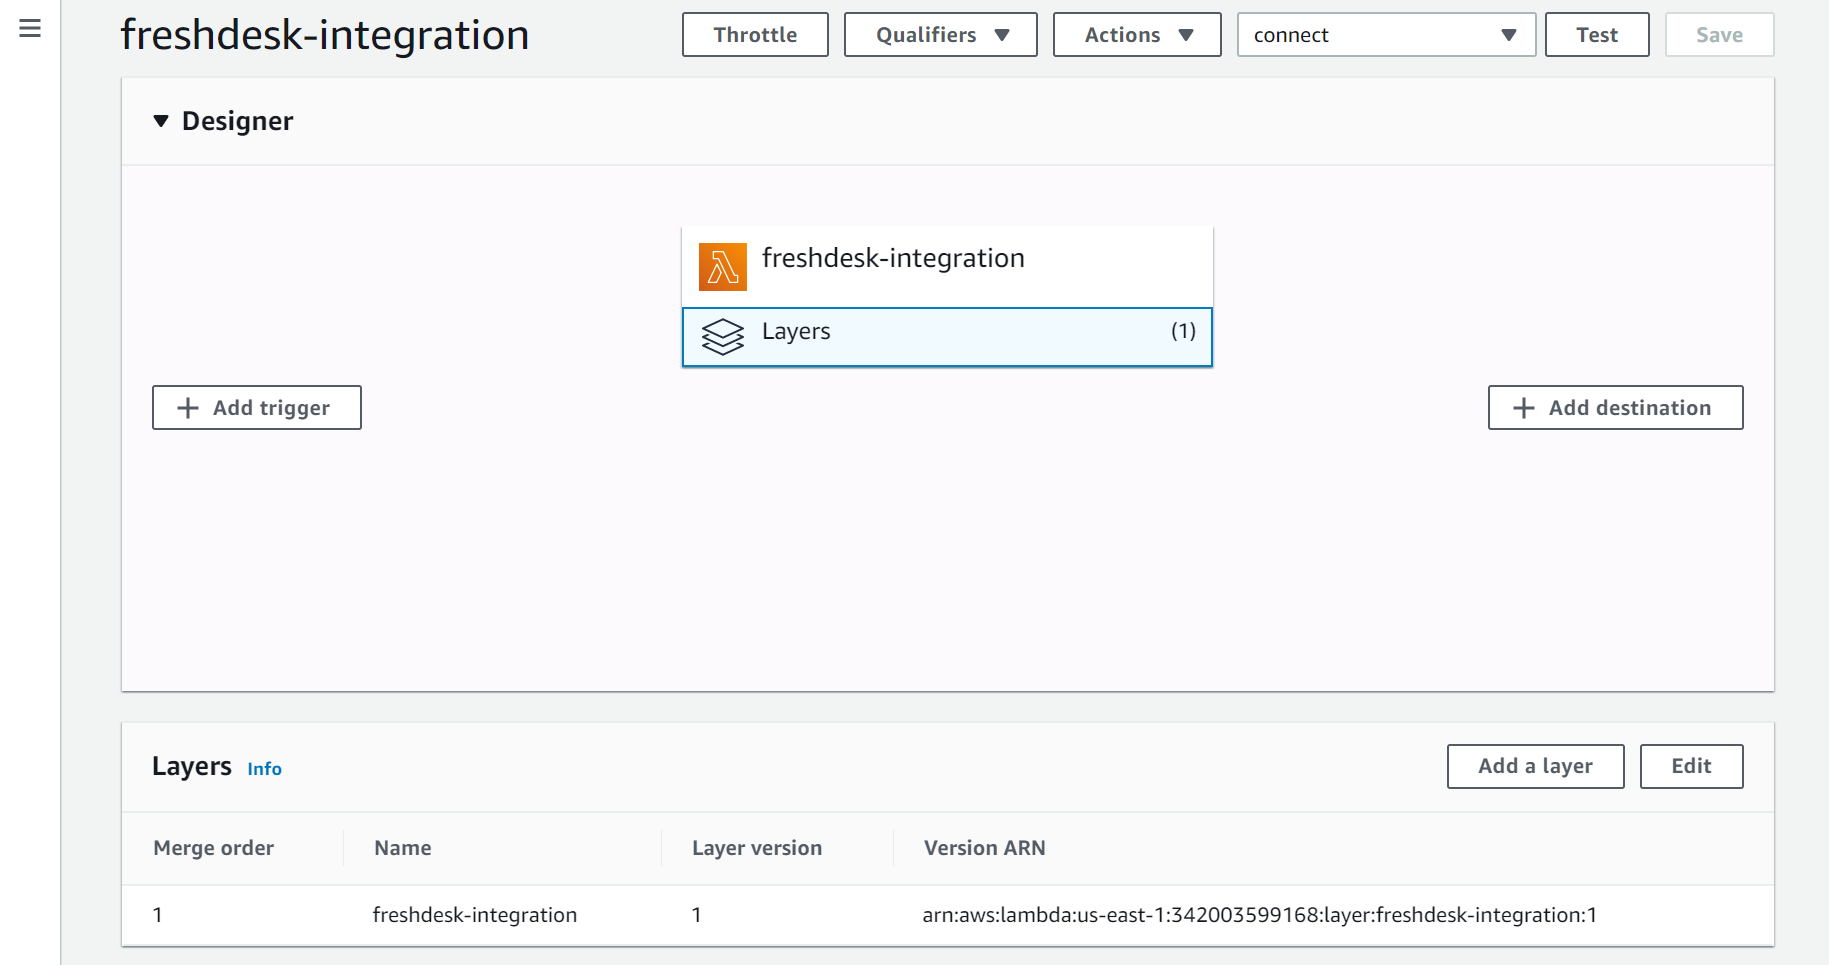 freshdesk-integration
Throttle
Qualifiers
Actions
connect
Test
Save
Designer
freshdesk-integration
Layers (1)
Add trigger
Add destination
Layers Info
Add a layer
Edit
Merge order Name Layer version Version ARN
1 freshdesk-integration 1 arn:aws:lambda:us-east-1:342003599168:layer:freshdesk-integration:1